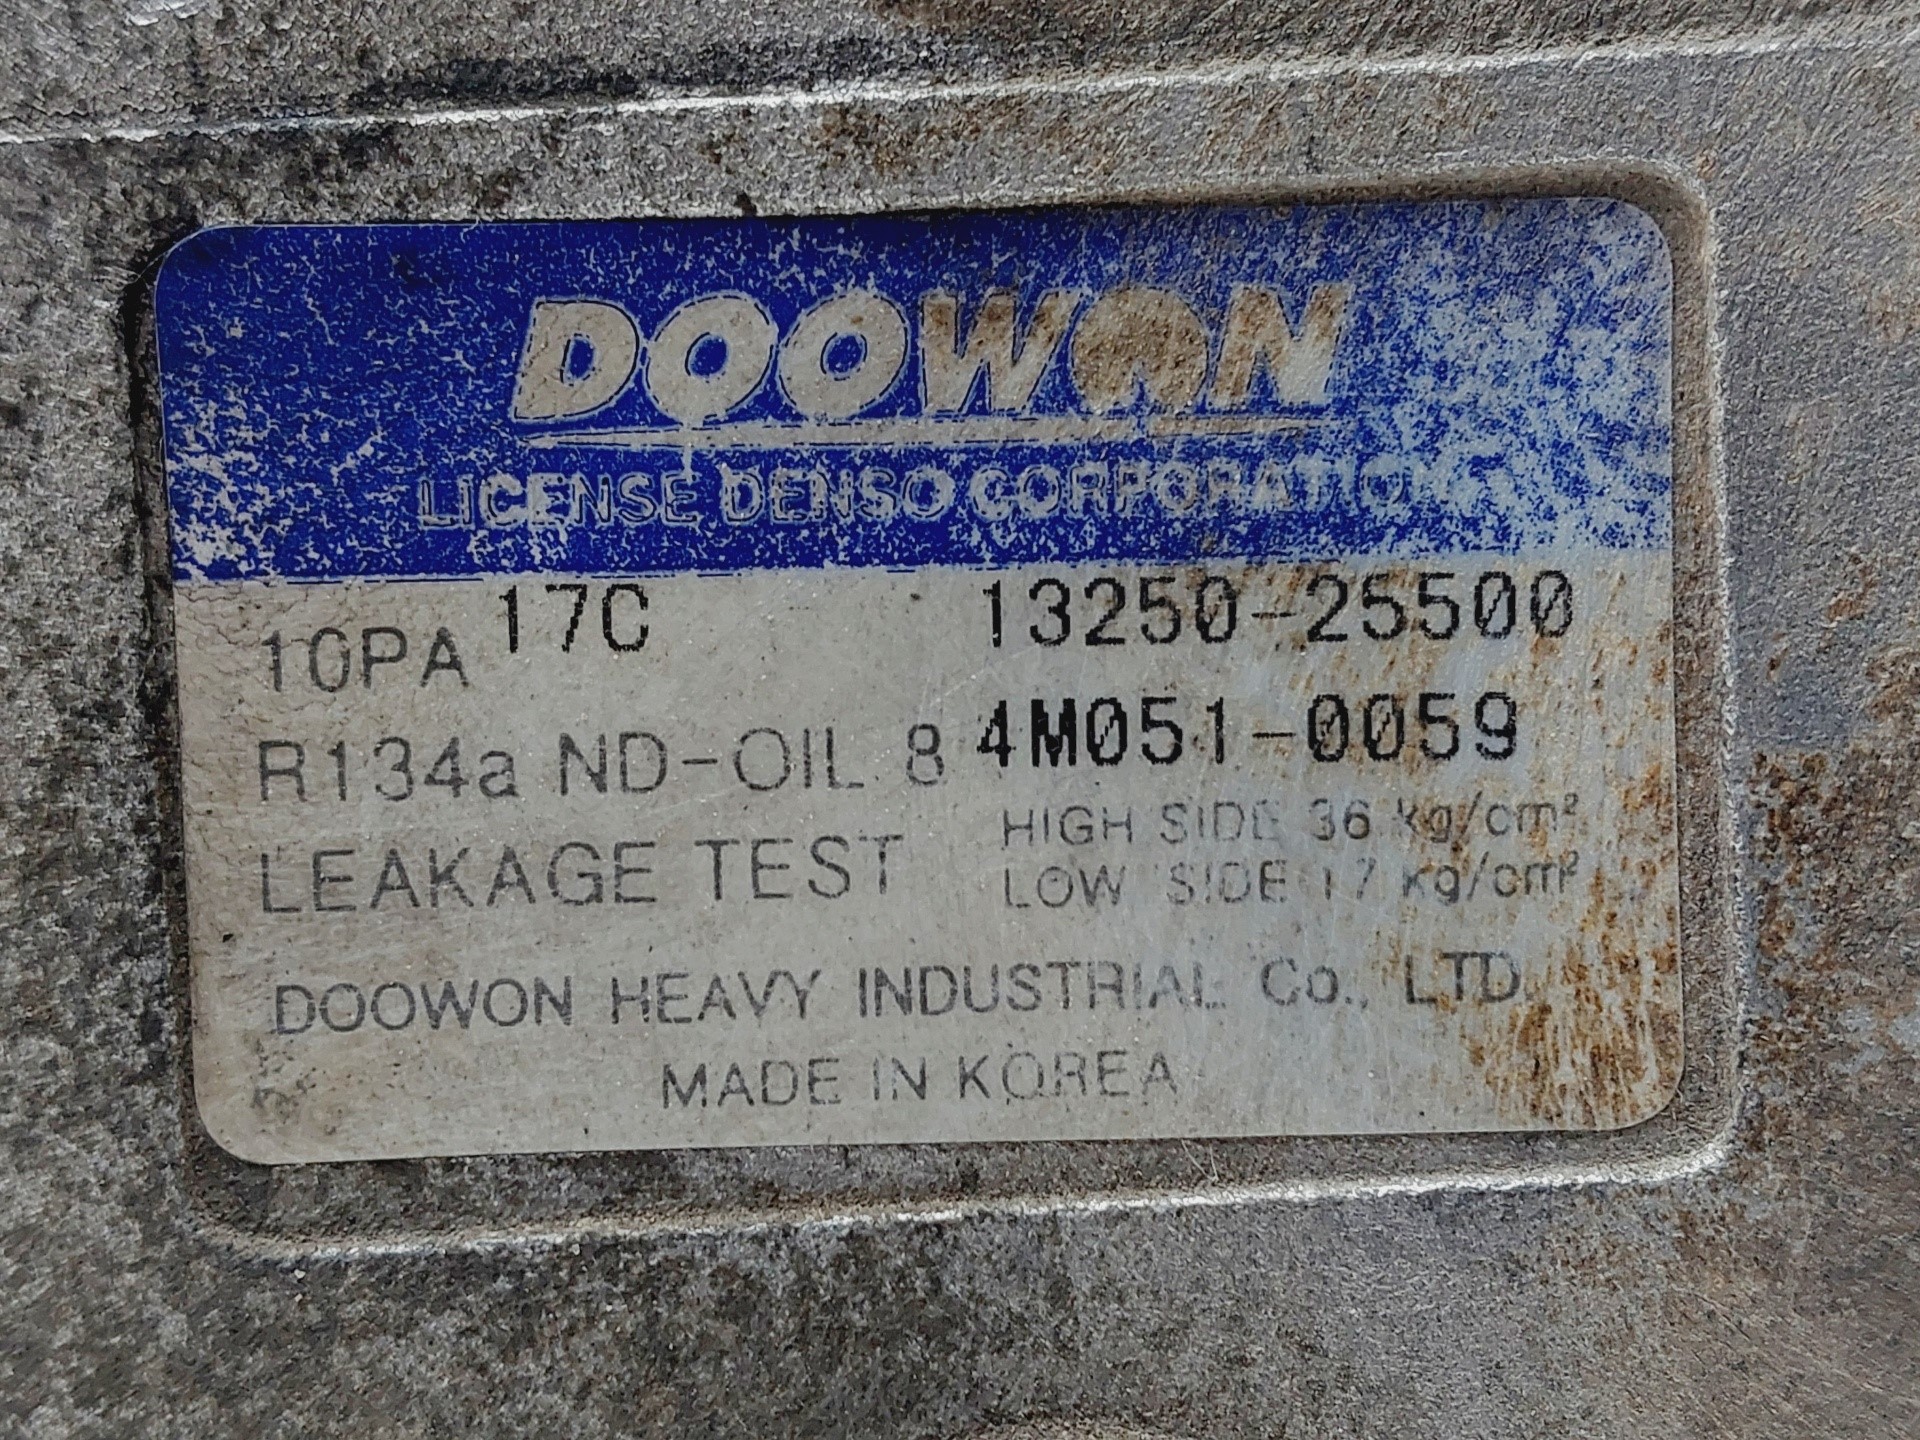 DOOWON
LICENSE DENSO CORPORATION
10PA 17C 13250-25500
R134a ND-OIL 8 4M051-0059
LEAKAGE TEST HIGH SIDE 36 kg/cm²
LOW SIDE 17 kg/cm²
DOOWON HEAVY INDUSTRIAL Co., LTD.
MADE IN KOREA